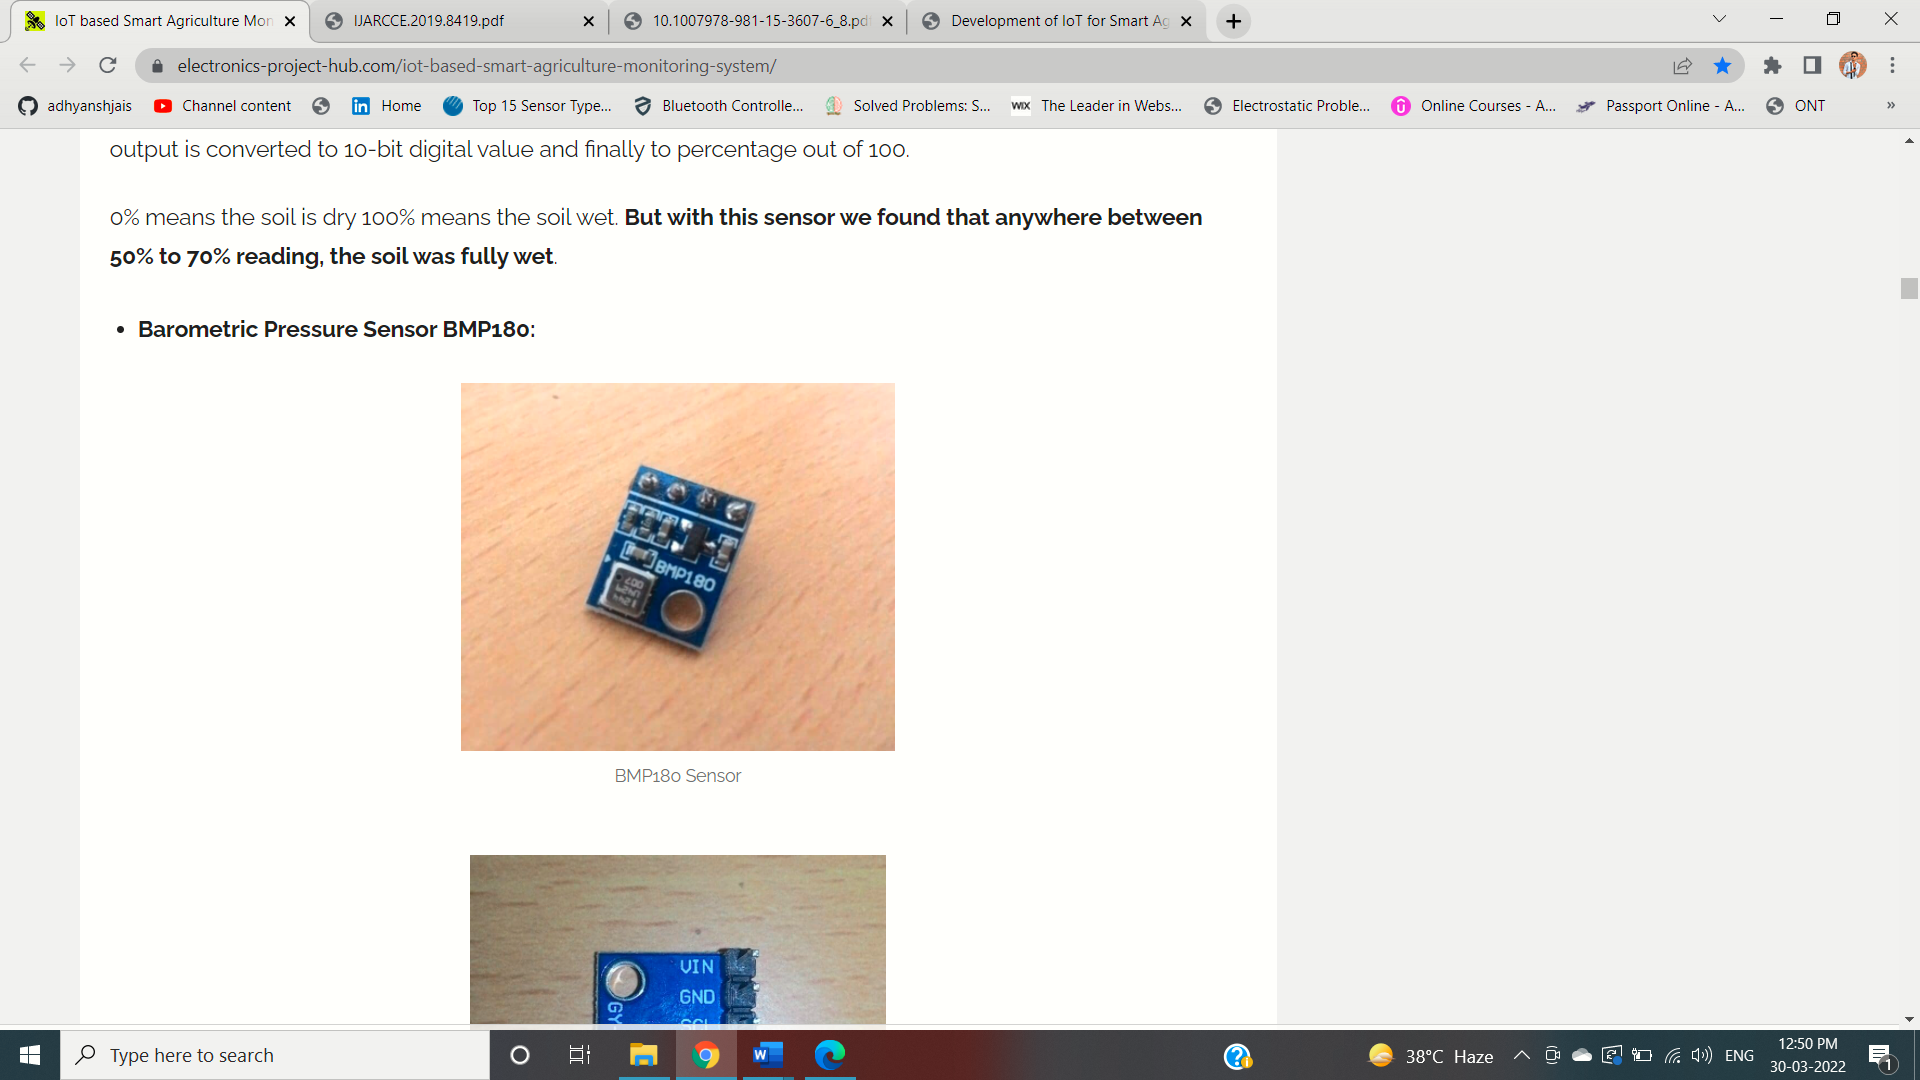 IoT based Smart Agriculture Mon
IJARCCE.2019.8419.pdf
10.1007978-981-15-3607-6_8.pdf
Development of IoT for Smart Ag
electronics-project-hub.com/iot-based-smart-agriculture-monitoring-system/
adhyanshjais
Channel content
Home
Top 15 Sensor Type...
Bluetooth Controlle...
Solved Problems: S...
WIX
The Leader in Webs...
Electrostatic Proble...
Online Courses - A...
Passport Online - A...
ONT
»
output is converted to 10-bit digital value and finally to percentage out of 100.
0% means the soil is dry 100% means the soil wet. But with this sensor we found that anywhere between
50% to 70% reading, the soil was fully wet.
• Barometric Pressure Sensor BMP180:
BMP180
BMP180 Sensor
VIN
GND
SCL
GY
Type here to search
38°C Haze
ENG
12:50 PM
30-03-2022
1